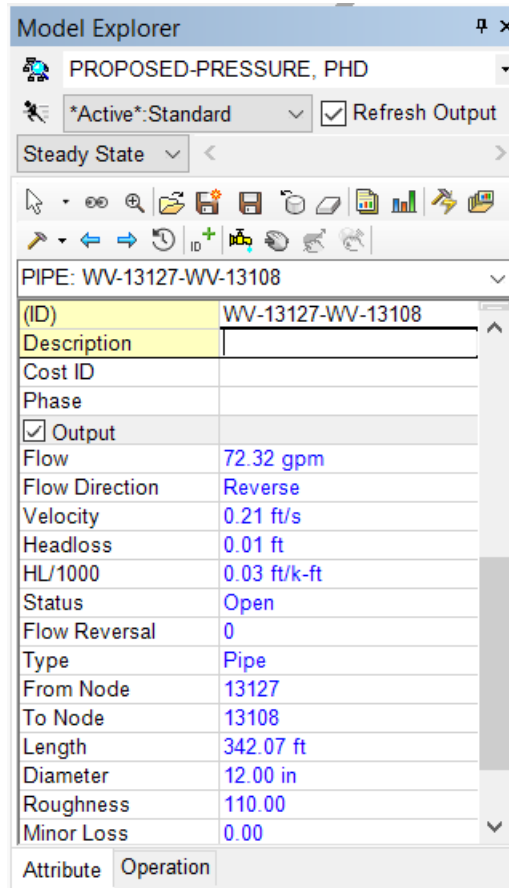 Model Explorer
PROPOSED-PRESSURE, PHD
*Active*:Standard Refresh Output
Steady State
ID
PIPE: WV-13127-WV-13108
(ID) WV-13127-WV-13108
Description
Cost ID
Phase
Output
Flow 72.32 gpm
Flow Direction Reverse
Velocity 0.21 ft/s
Headloss 0.01 ft
HL/1000 0.03 ft/k-ft
Status Open
Flow Reversal 0
Type Pipe
From Node 13127
To Node 13108
Length 342.07 ft
Diameter 12.00 in
Roughness 110.00
Minor Loss 0.00
Attribute Operation